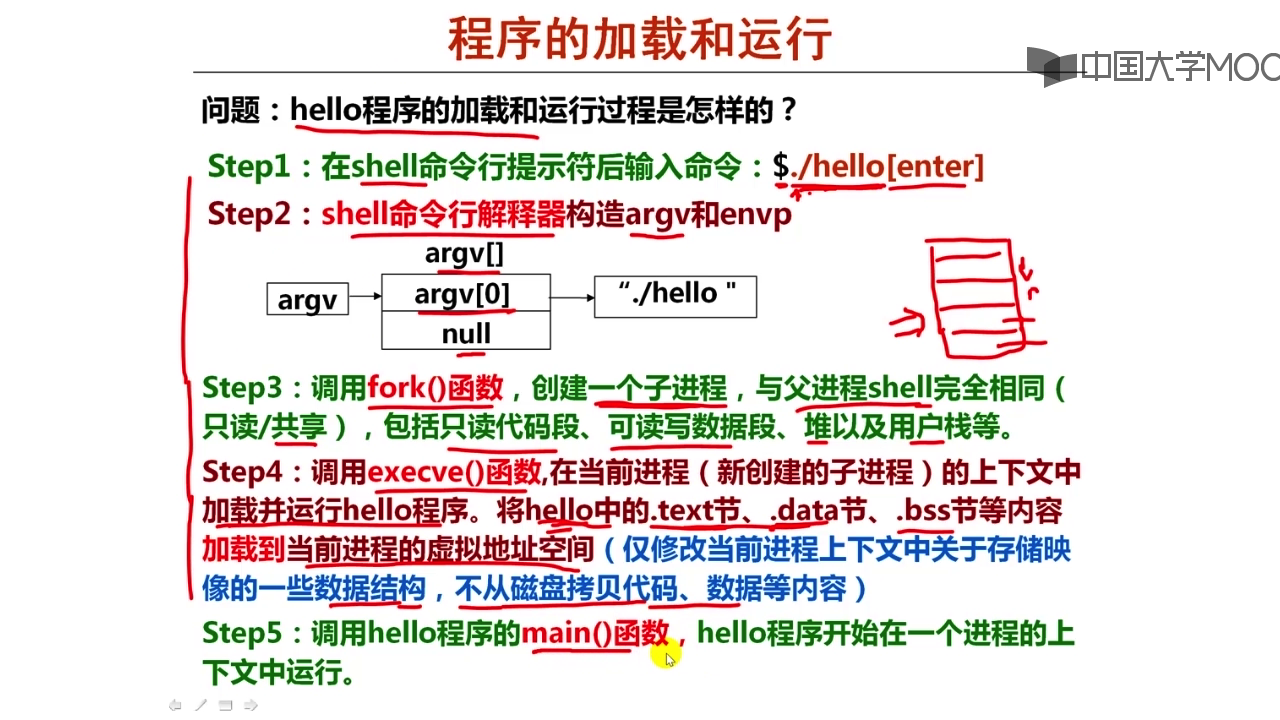 程序的加载和运行
中国大学MOO
问题：hello程序的加载和运行过程是怎样的？
Step1：在shell命令行提示符后输入命令：$./hello[enter]
Step2：shell命令行解释器构造argv和envp
argv[]
argv
argv[0]
“./hello "
null
Step3：调用fork()函数，创建一个子进程，与父进程shell完全相同（
只读/共享），包括只读代码段、可读写数据段、堆以及用户栈等。
Step4：调用execve()函数,在当前进程（新创建的子进程）的上下文中
加载并运行hello程序。将hello中的.text节、.data节、.bss节等内容
加载到当前进程的虚拟地址空间（仅修改当前进程上下文中关于存储映
像的一些数据结构，不从磁盘拷贝代码、数据等内容）
Step5：调用hello程序的main()函数，hello程序开始在一个进程的上
下文中运行。